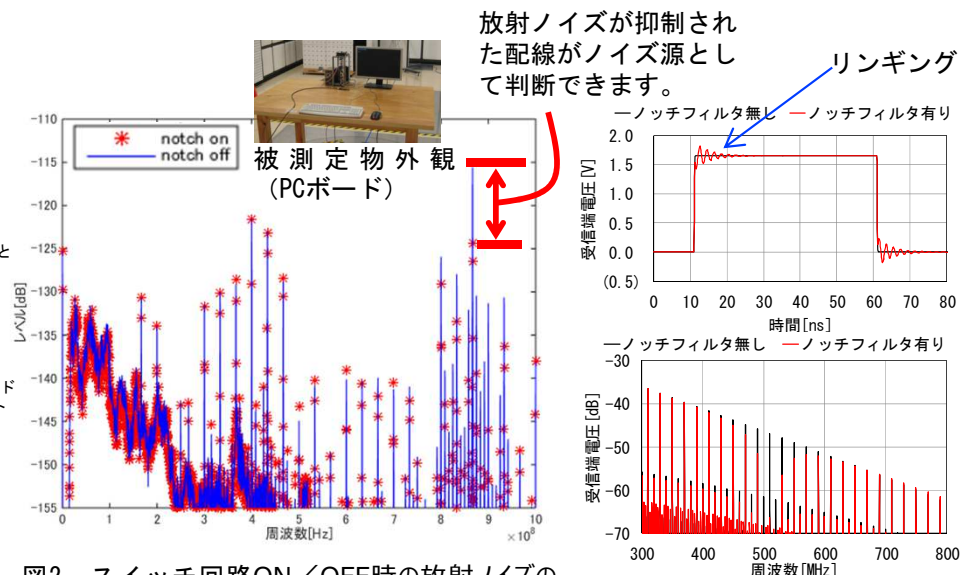 放射ノイズが抑制され
た配線がノイズ源とし
て判断できます。
リンギング
被測定物外観
(PCボード)
notch on
notch off
-110
-115
-120
-125
-130
-135
-140
-145
-150
-155
レベル[dB]
0 1 2 3 4 5 6 7 8 9 10
周波数[Hz]
×10⁸
と
ノッチフィルタ無し ノッチフィルタ有り
2.0
1.5
1.0
0.5
0.0
(0.5)
受信端電圧[V]
0 10 20 30 40 50 60 70 80
時間[ns]
ノッチフィルタ無し ノッチフィルタ有り
-30
-40
-50
-60
-70
受信端電圧[dB]
300 400 500 600 700 800
周波数[MHz]
図2 スイッチ回路ON/OFF時の放射ノイズの